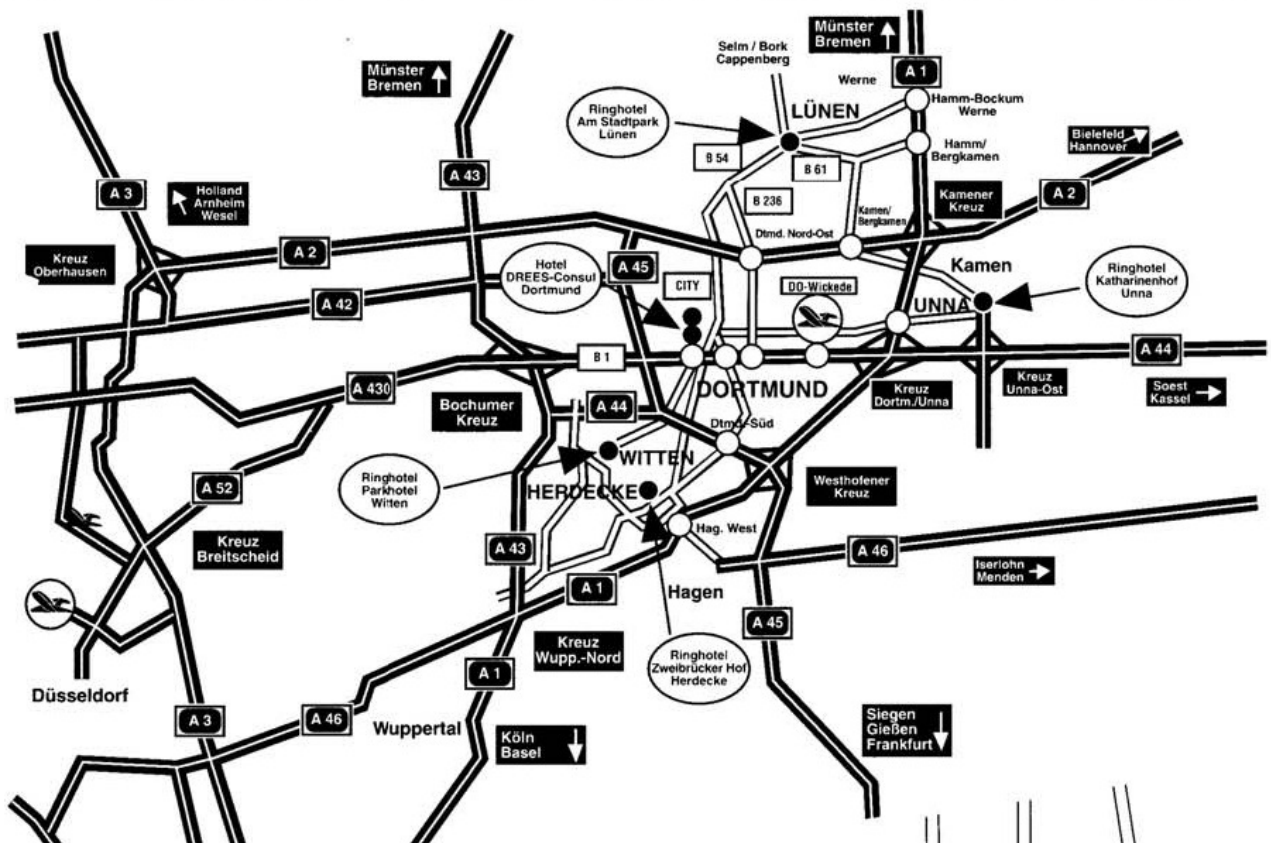 Münster
Bremen
Selm / Bork
Cappenberg
Münster
Bremen
Werne
A 1
Ringhotel
Am Stadtpark
Lünen
LÜNEN
Hamm-Bockum
Werne
Bielefeld
Hannover
Hamm/
Bergkamen
B 54
B 61
A 3
Holland
Arnheim
Wesel
A 43
B 236
Kamener
Kreuz
A 2
Kamen/
Bergkamen
Dtmd. Nord-Ost
Kreuz
Oberhausen
A 2
Hotel
DREES-Consul
Dortmund
A 45
CITY
DO-Wickede
Kamen
Ringhotel
Katharinenhof
Unna
A 42
UNNA
B 1
A 44
A 430
DORTMUND
Kreuz
Dortm./Unna
Kreuz
Unna-Ost
Soest
Kassel
Bochumer
Kreuz
A 44
Dtmd.-Süd
WITTEN
Ringhotel
Parkhotel
Witten
A 52
HERDECKE
Westhofener
Kreuz
Kreuz
Breitscheid
Hag. West
A 43
A 46
Iserlohn
Menden
A 1
Hagen
A 45
Kreuz
Wupp.-Nord
Ringhotel
Zweibrücker Hof
Herdecke
A 1
Düsseldorf
A 3
A 46
Wuppertal
Köln
Basel
Siegen
Gießen
Frankfurt